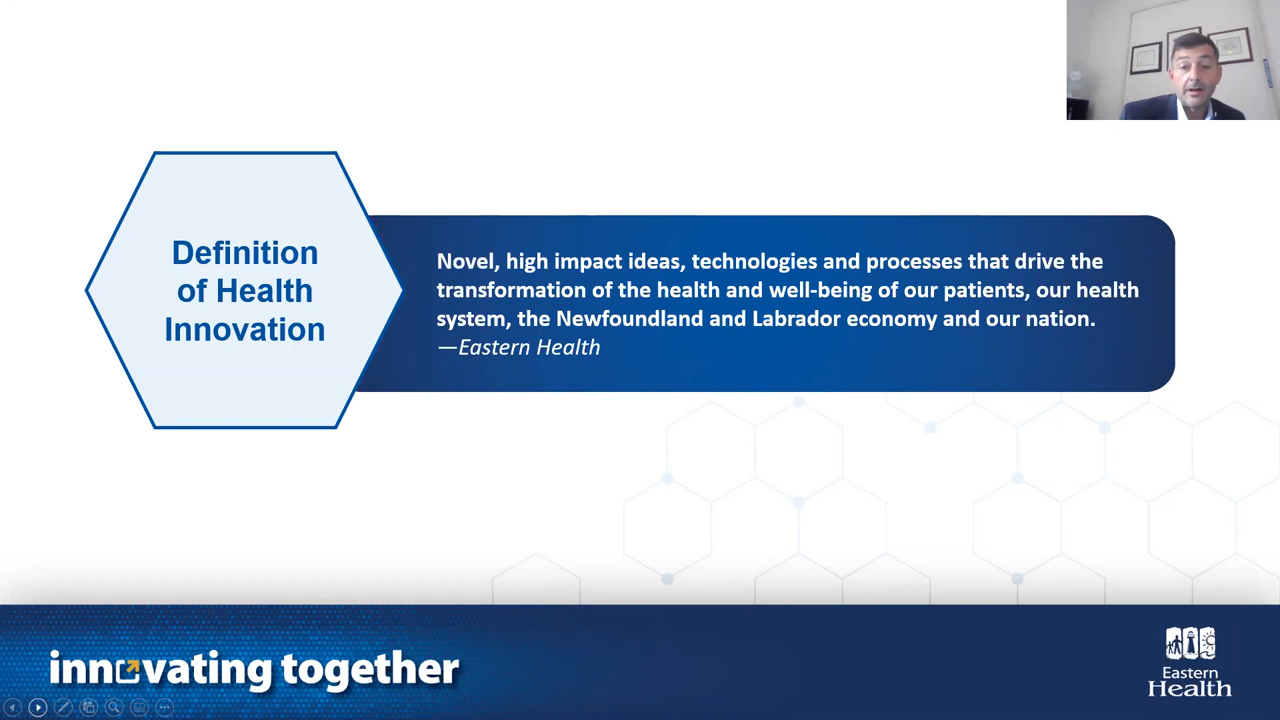 Definition
of Health
Innovation
Novel, high impact ideas, technologies and processes that drive the
transformation of the health and well-being of our patients, our health
system, the Newfoundland and Labrador economy and our nation.
—Eastern Health
innovating together
Eastern
Health